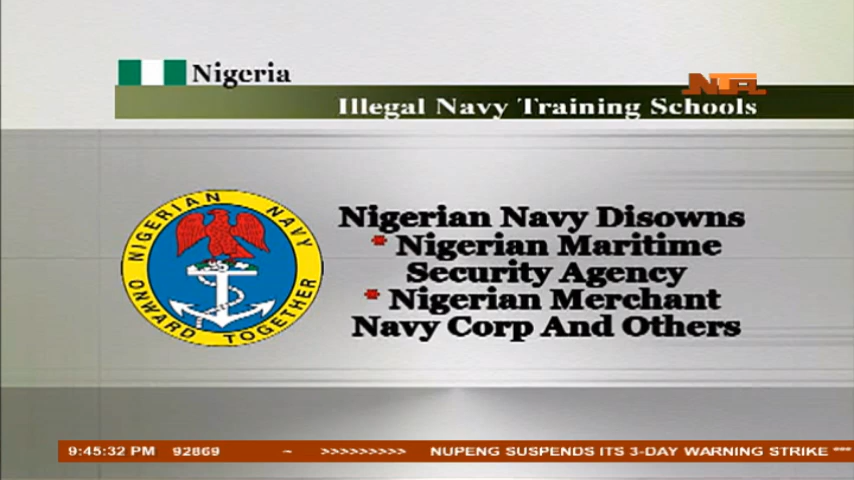 Nigeria
NTA
Illegal Navy Training Schools
NIGERIAN NAVY
ONWARD TOGETHER
Nigerian Navy Disowns
* Nigerian Maritime
Security Agency
* Nigerian Merchant
Navy Corp And Others
9:45:32 PM 92869 ~ >>>>>>>>> NUPENG SUSPENDS ITS 3-DAY WARNING STRIKE ***